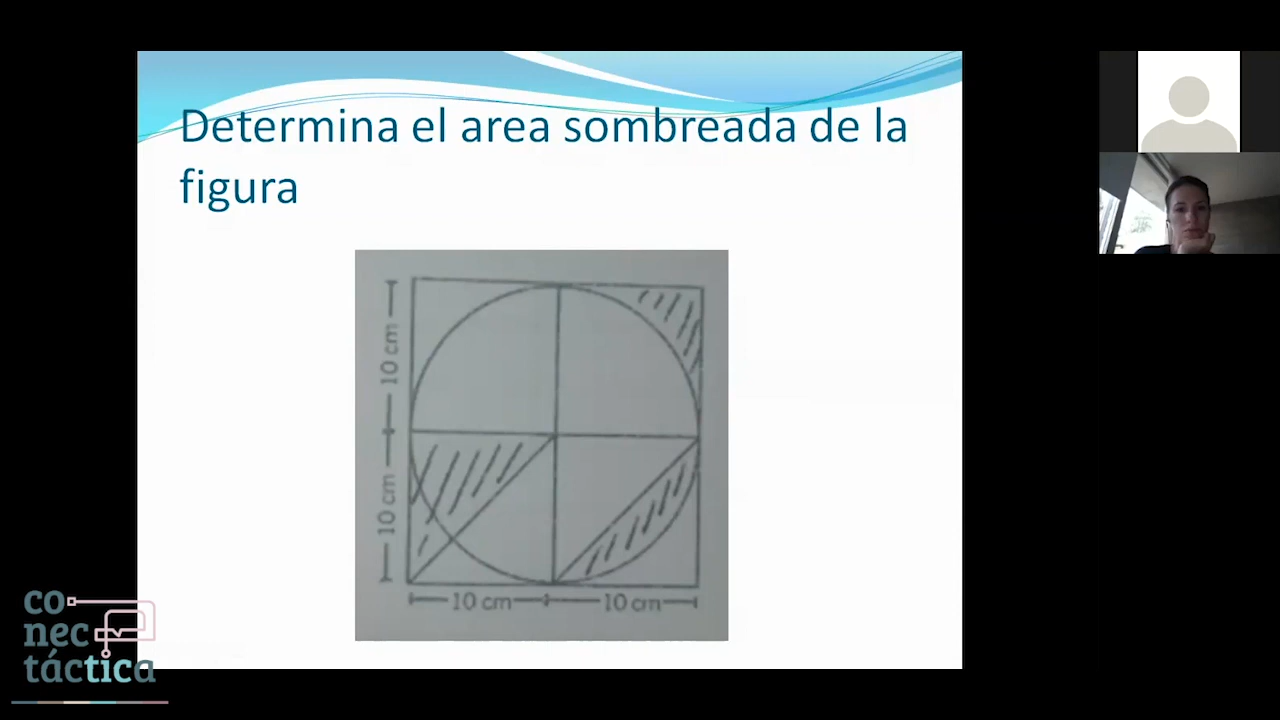 Determina el area sombreada de la
figura
10 cm
10 cm
10 cm
10 cm
co
nec
táctica